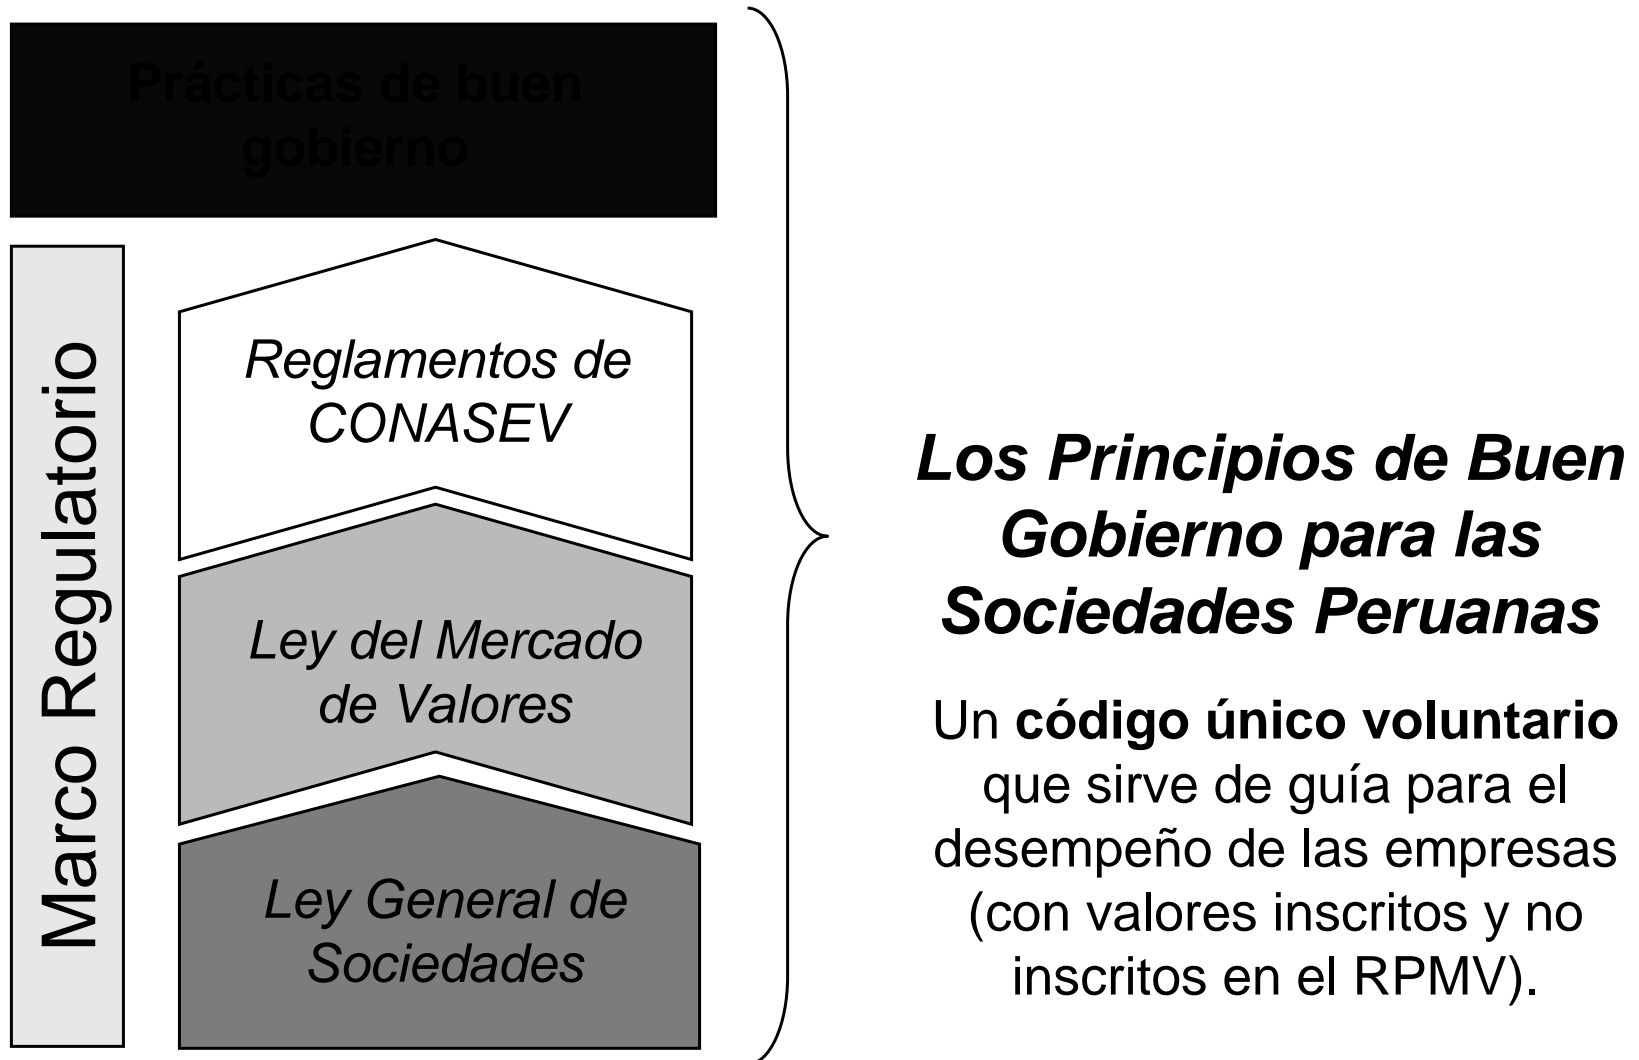 Prácticas de buen
gobierno
Marco Regulatorio
Reglamentos de
CONASEV
Ley del Mercado
de Valores
Ley General de
Sociedades
Los Principios de Buen
Gobierno para las
Sociedades Peruanas
Un código único voluntario
que sirve de guía para el
desempeño de las empresas
(con valores inscritos y no
inscritos en el RPMV).